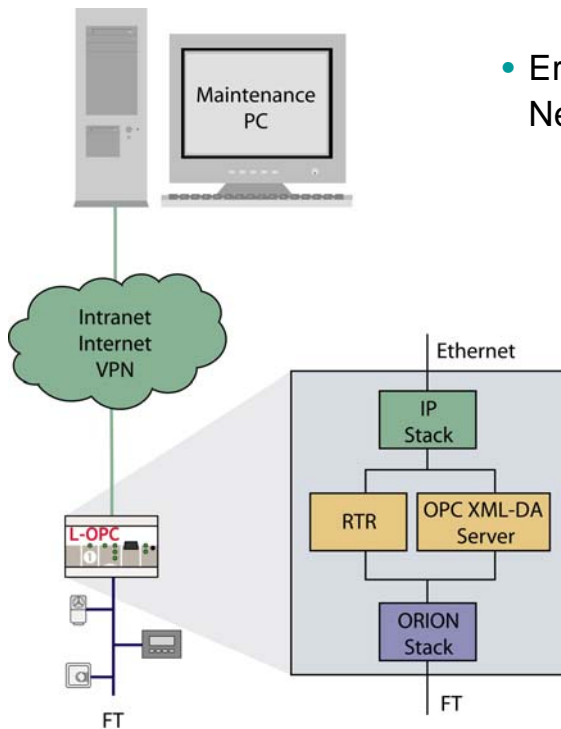 Maintenance
PC
•
Intranet
Internet
VPN
Ethernet
IP
Stack
L-OPC
RTR
OPC XML-DA
Server
ORION
Stack
FT
FT